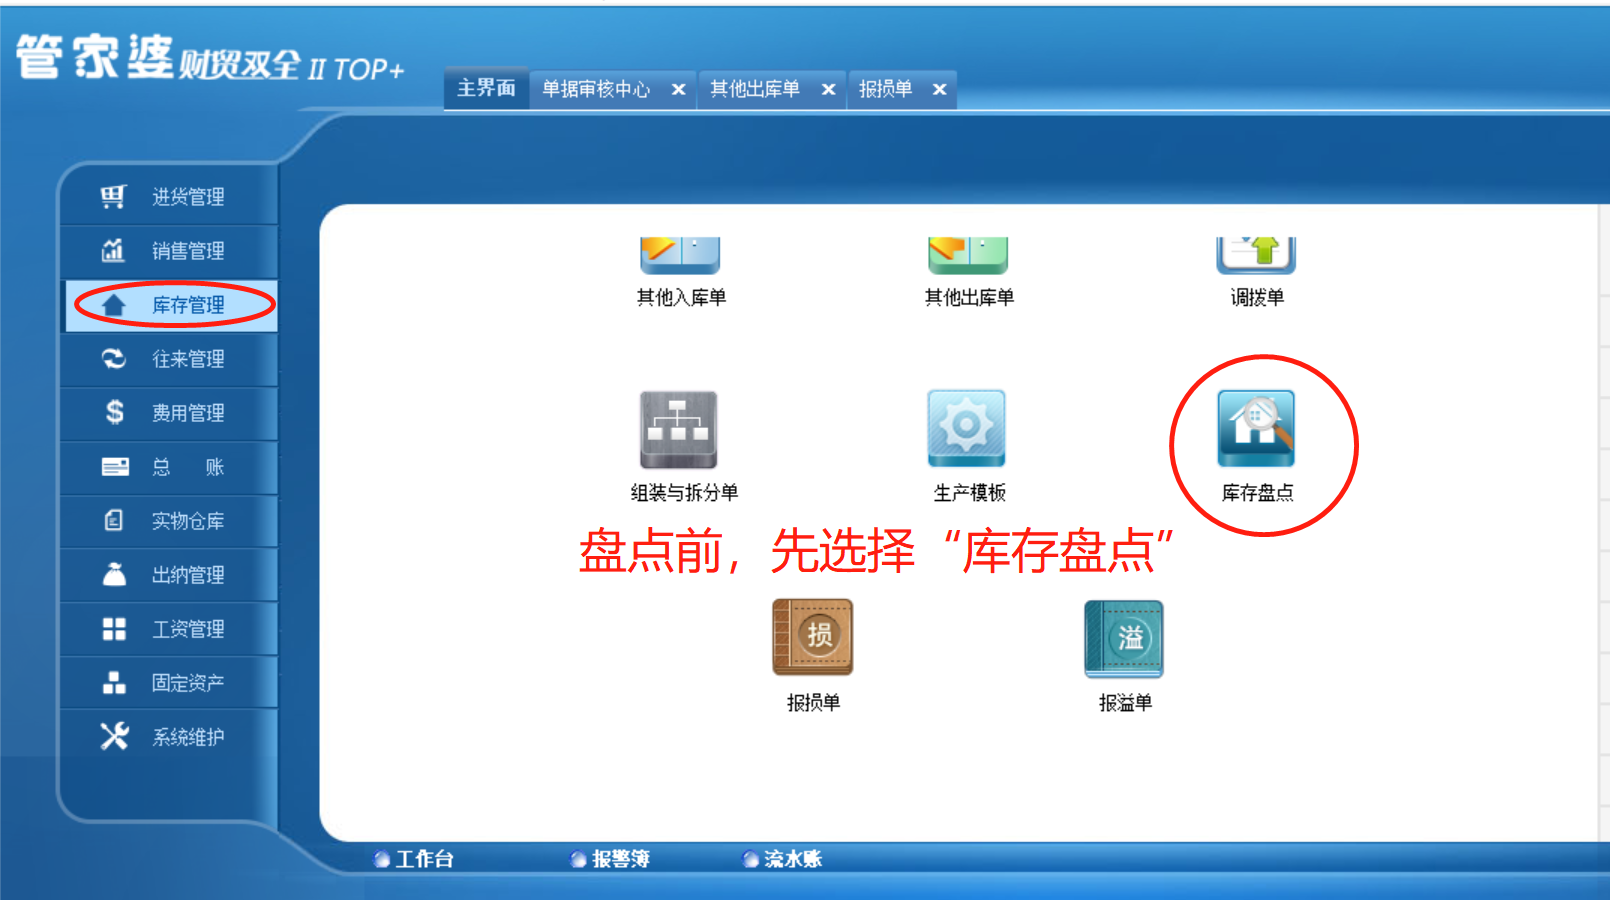 管家婆财贸双全 II TOP+
主界面 单据审核中心 × 其他出库单 × 报损单 ×
进货管理
销售管理
库存管理
往来管理
费用管理
总 账
实物仓库
出纳管理
工资管理
固定资产
系统维护
其他入库单 其他出库单 调拨单
组装与拆分单 生产模板 库存盘点
盘点前，先选择“库存盘点”
损 溢
报损单 报溢单
工作台 报警簿 流水账